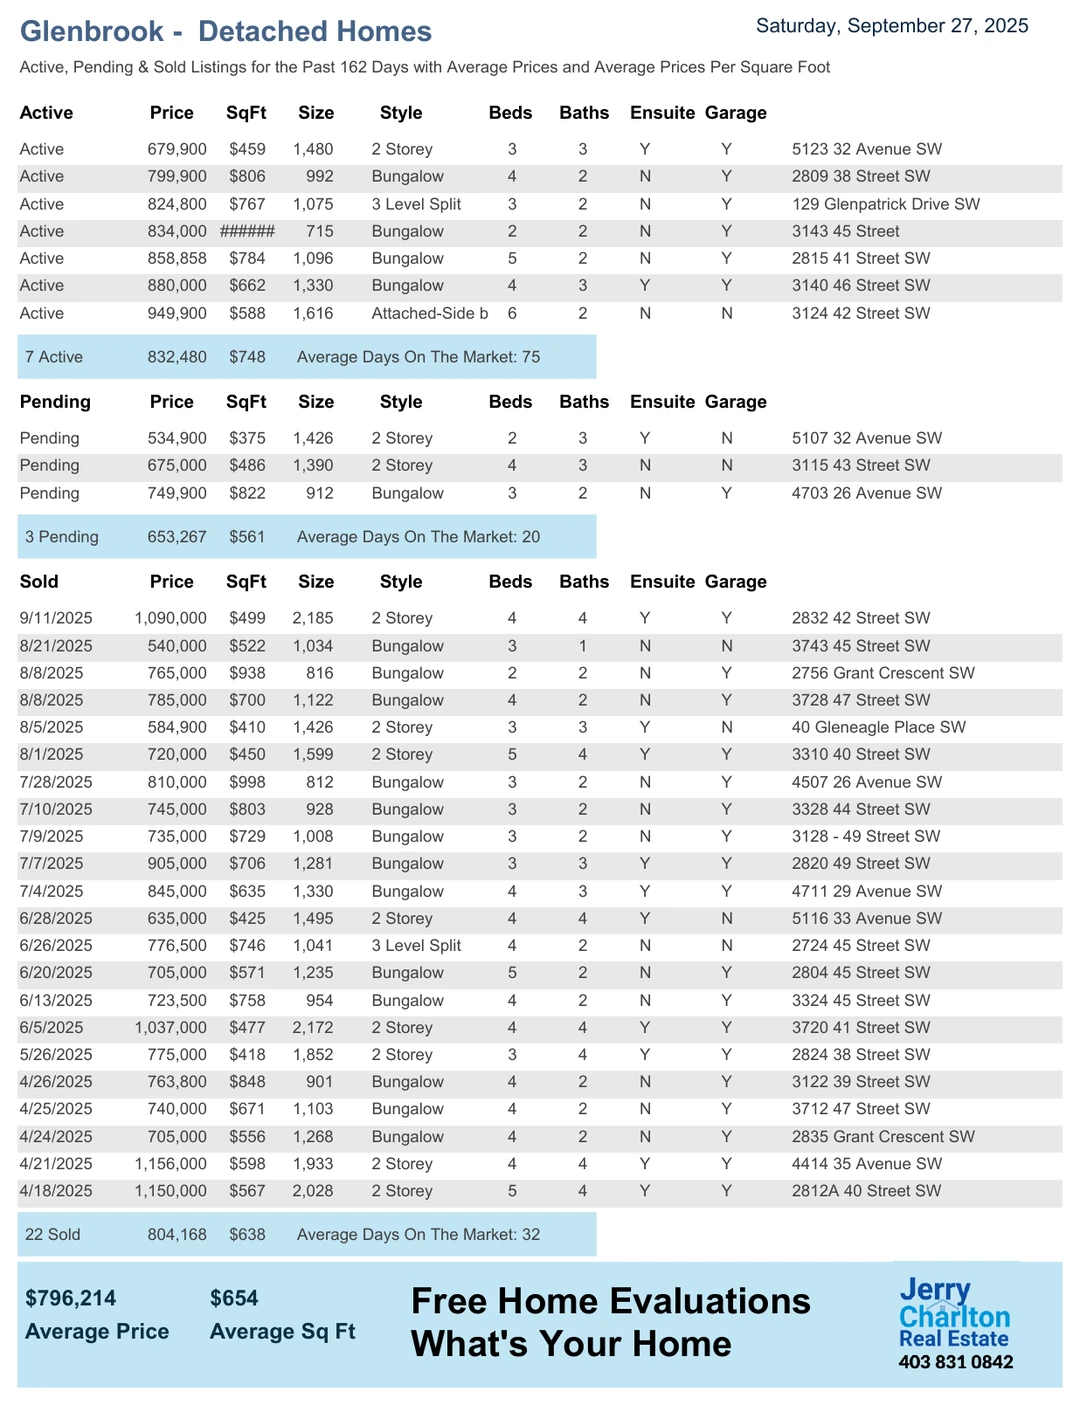 Glenbrook -  Detached Homes
Saturday, September 27, 2025
Active, Pending & Sold Listings for the Past 162 Days with Average Prices and Average Prices Per Square Foot
Active Price SqFt Size Style Beds Baths Ensuite Garage
Active 679,900 $459 1,480 2 Storey 3 3 Y Y 5123 32 Avenue SW
Active 799,900 $806 992 Bungalow 4 2 N Y 2809 38 Street SW
Active 824,800 $767 1,075 3 Level Split 3 2 N Y 129 Glenpatrick Drive SW
Active 834,000 ###### 715 Bungalow 2 2 N Y 3143 45 Street
Active 858,858 $784 1,096 Bungalow 5 2 N Y 2815 41 Street SW
Active 880,000 $662 1,330 Bungalow 4 3 Y Y 3140 46 Street SW
Active 949,900 $588 1,616 Attached-Side b 6 2 N N 3124 42 Street SW
7 Active 832,480 $748 Average Days On The Market: 75
Pending Price SqFt Size Style Beds Baths Ensuite Garage
Pending 534,900 $375 1,426 2 Storey 2 3 Y N 5107 32 Avenue SW
Pending 675,000 $486 1,390 2 Storey 4 3 N N 3115 43 Street SW
Pending 749,900 $822 912 Bungalow 3 2 N Y 4703 26 Avenue SW
3 Pending 653,267 $561 Average Days On The Market: 20
Sold Price SqFt Size Style Beds Baths Ensuite Garage
9/11/2025 1,090,000 $499 2,185 2 Storey 4 4 Y Y 2832 42 Street SW
8/21/2025 540,000 $522 1,034 Bungalow 3 1 N N 3743 45 Street SW
8/8/2025 765,000 $938 816 Bungalow 2 2 N Y 2756 Grant Crescent SW
8/8/2025 785,000 $700 1,122 Bungalow 4 2 N Y 3728 47 Street SW
8/5/2025 584,900 $410 1,426 2 Storey 3 3 Y N 40 Gleneagle Place SW
8/1/2025 720,000 $450 1,599 2 Storey 5 4 Y Y 3310 40 Street SW
7/28/2025 810,000 $998 812 Bungalow 3 2 N Y 4507 26 Avenue SW
7/10/2025 745,000 $803 928 Bungalow 3 2 N Y 3328 44 Street SW
7/9/2025 735,000 $729 1,008 Bungalow 3 2 N Y 3128 - 49 Street SW
7/7/2025 905,000 $706 1,281 Bungalow 3 3 Y Y 2820 49 Street SW
7/4/2025 845,000 $635 1,330 Bungalow 4 3 Y Y 4711 29 Avenue SW
6/28/2025 635,000 $425 1,495 2 Storey 4 4 Y N 5116 33 Avenue SW
6/26/2025 776,500 $746 1,041 3 Level Split 4 2 N N 2724 45 Street SW
6/20/2025 705,000 $571 1,235 Bungalow 5 2 N Y 2804 45 Street SW
6/13/2025 723,500 $758 954 Bungalow 4 2 N Y 3324 45 Street SW
6/5/2025 1,037,000 $477 2,172 2 Storey 4 4 Y Y 3720 41 Street SW
5/26/2025 775,000 $418 1,852 2 Storey 3 4 Y Y 2824 38 Street SW
4/26/2025 763,800 $848 901 Bungalow 4 2 N Y 3122 39 Street SW
4/25/2025 740,000 $671 1,103 Bungalow 4 2 N Y 3712 47 Street SW
4/24/2025 705,000 $556 1,268 Bungalow 4 2 N Y 2835 Grant Crescent SW
4/21/2025 1,156,000 $598 1,933 2 Storey 4 4 Y Y 4414 35 Avenue SW
4/18/2025 1,150,000 $567 2,028 2 Storey 5 4 Y Y 2812A 40 Street SW
22 Sold 804,168 $638 Average Days On The Market: 32
$796,214 $654
Average Price Average Sq Ft
Free Home Evaluations
What's Your Home
Jerry
Charlton
Real Estate
403 831 0842